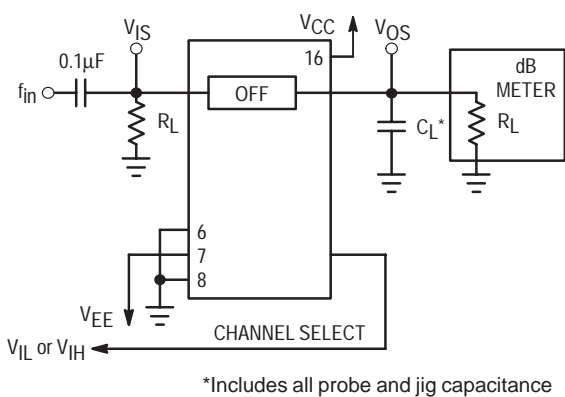 V_CC
V_IS
V_OS
16
0.1μF
dB
METER
f_in
OFF
R_L
C_L*
R_L
6
7
8
V_EE
CHANNEL SELECT
V_IL or V_IH
*Includes all probe and jig capacitance